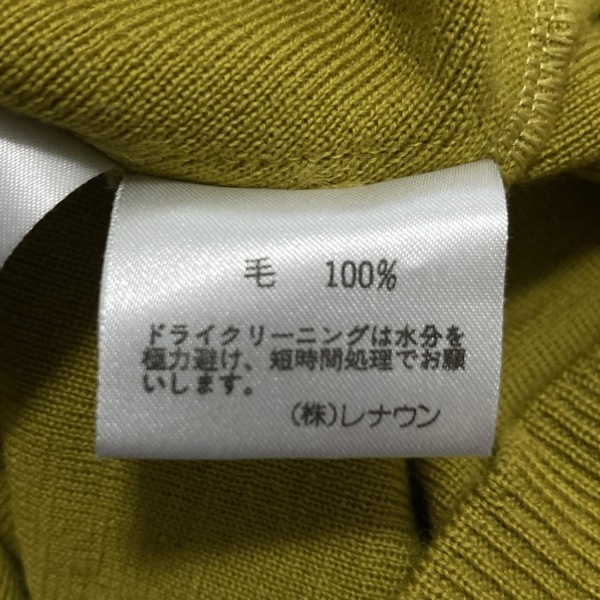 毛 100%
ドライクリーニングは水分を
極力避け、短時間処理でお願
いします。
(株)レナウン